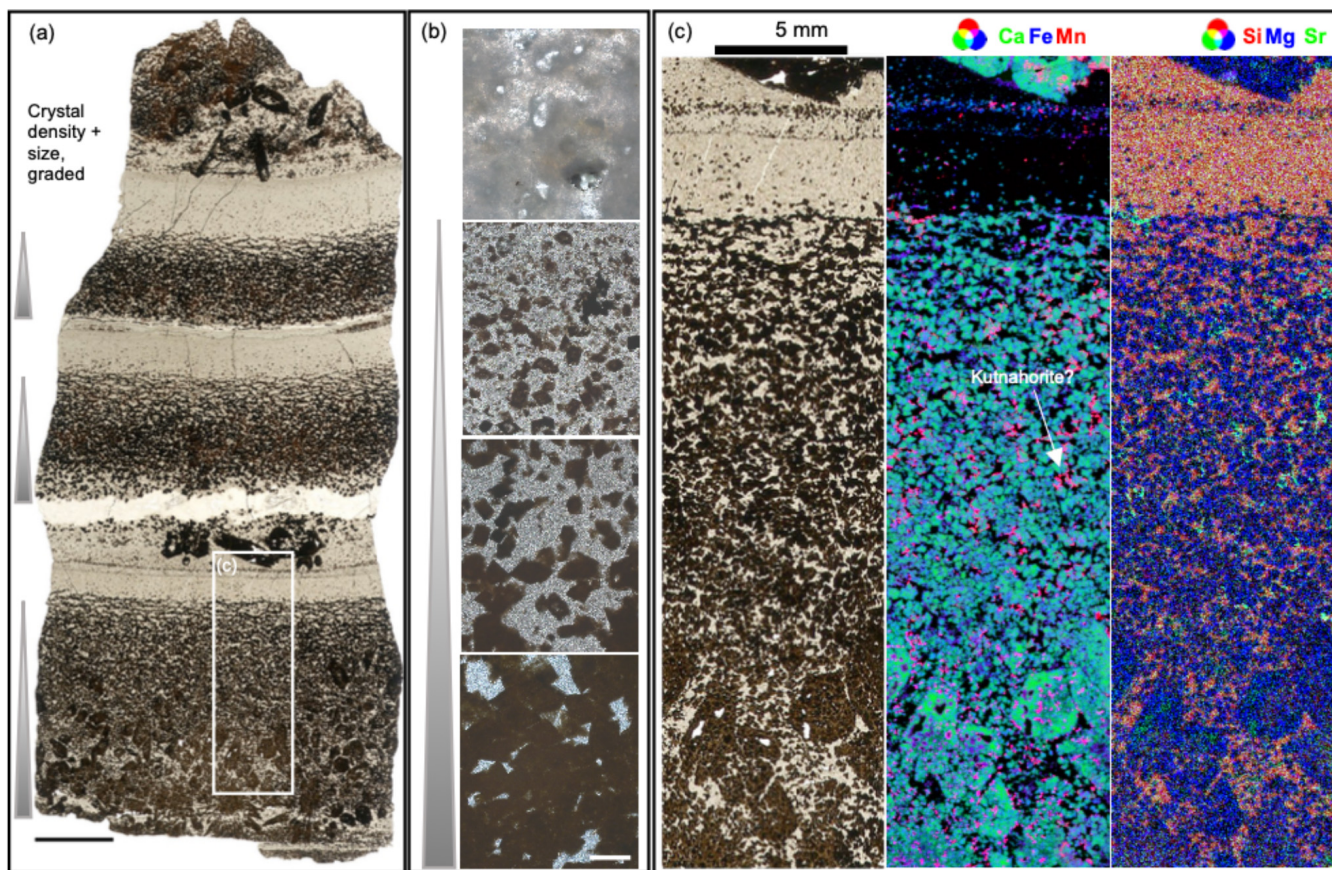 (a)
Crystal
density +
size,
graded
(c)
(b)
(c)
5 mm
Ca Fe Mn
Si Mg Sr
Kutnahorite?